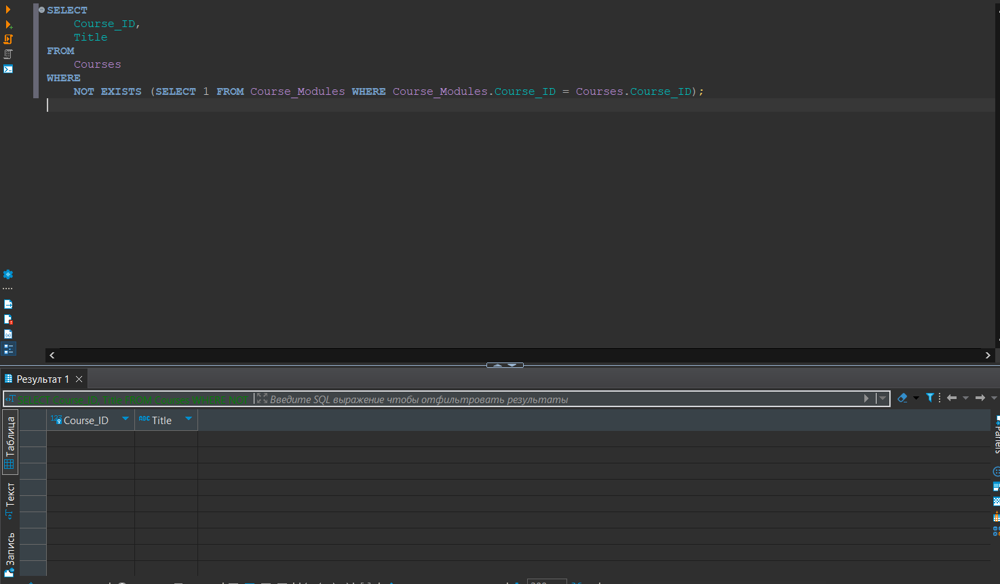 SELECT
Course_ID,
Title
FROM
Courses
WHERE
NOT EXISTS (SELECT 1 FROM Course_Modules WHERE Course_Modules.Course_ID = Courses.Course_ID);
Результат 1
SELECT Course_ID, Title FROM Courses WHERE NOT
Введите SQL выражение чтобы отфильтровать результаты
Таблица
Текст
Запись
123 Course_ID
ABC Title
Panels